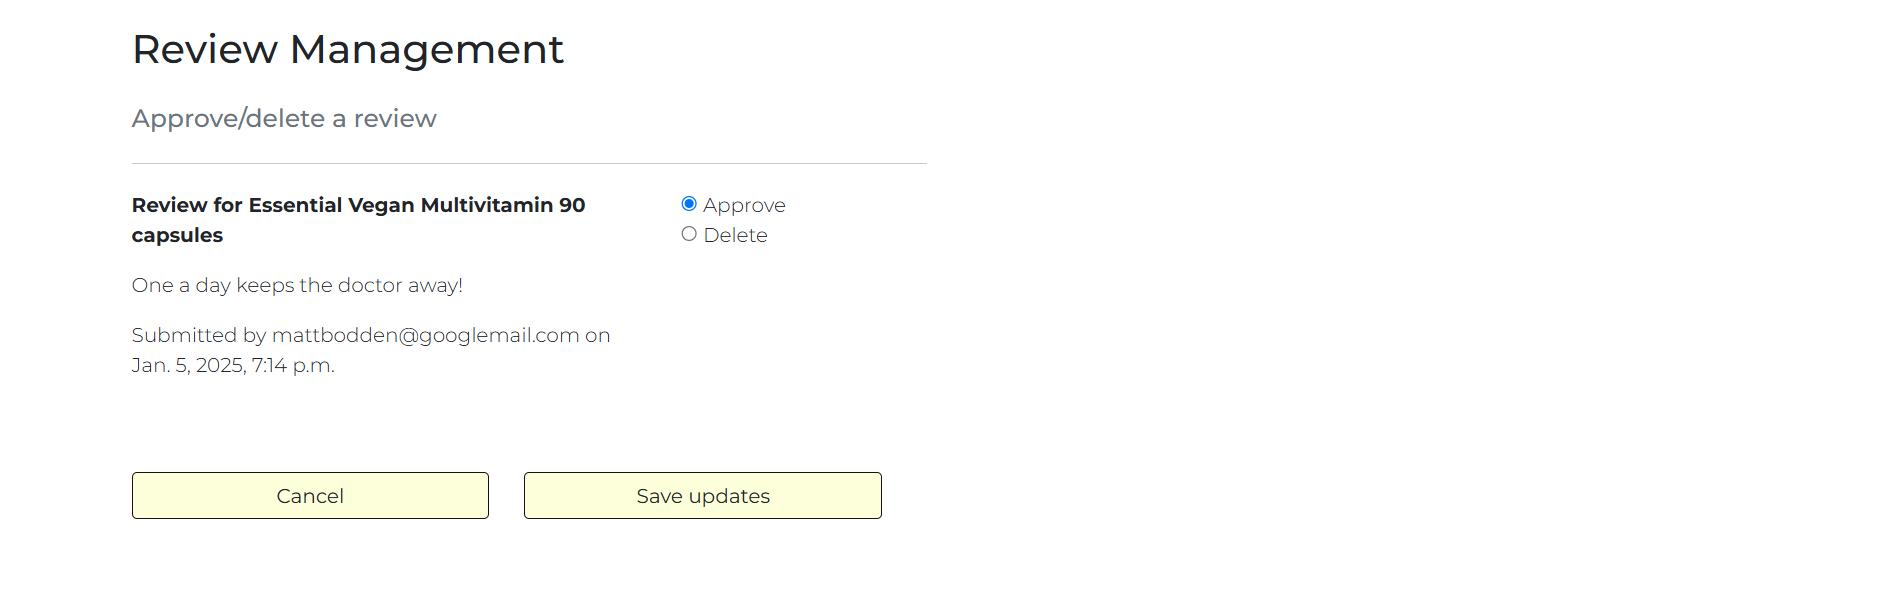 Review Management
Approve/delete a review
Review for Essential Vegan Multivitamin 90
capsules
Approve
Delete
One a day keeps the doctor away!
Submitted by mattbodden@googlemail.com on
Jan. 5, 2025, 7:14 p.m.
Cancel
Save updates